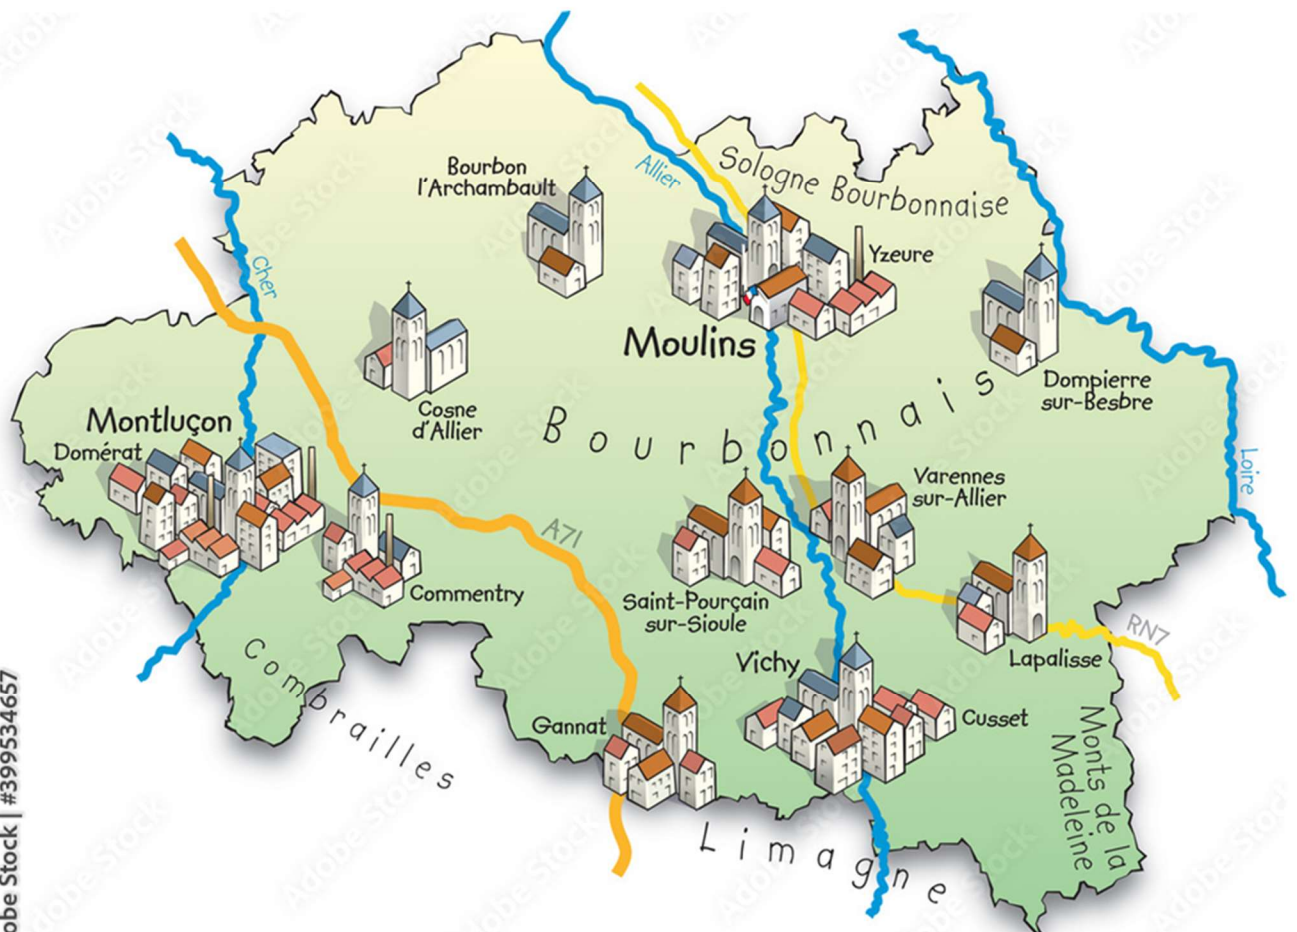 Bourbon
l'Archambault
Allier
Sologne Bourbonnaise
Yzeure
Cher
Moulins
Dompierre
sur-Besbre
Cosne
d'Allier
Bourbonnais
Montluçon
Domérat
Loire
Varennes
sur-Allier
A71
Commentry
Saint-Pourçain
sur-Sioule
RN7
Lapalisse
Vichy
Combrailles
Gannat
Cusset
Monts de la
Madeleine
Limagne
Adobe Stock
obe Stock | #399534657